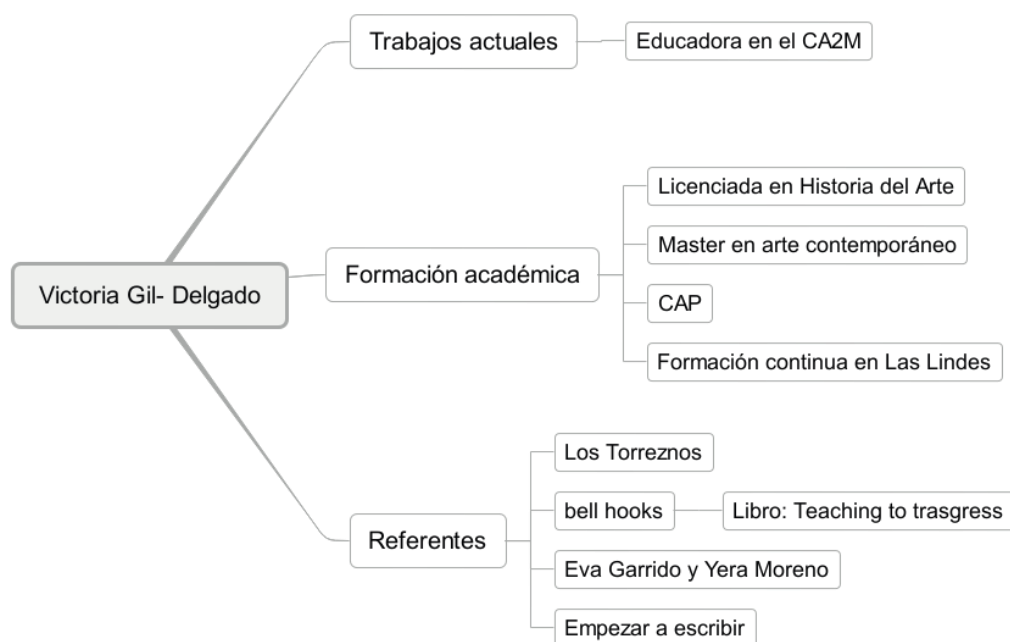 Victoria Gil- Delgado
Trabajos actuales
Educadora en el CA2M
Formación académica
Licenciada en Historia del Arte
Master en arte contemporáneo
CAP
Formación continua en Las Lindes
Referentes
Los Torreznos
bell hooks
Libro: Teaching to trasgress
Eva Garrido y Yera Moreno
Empezar a escribir